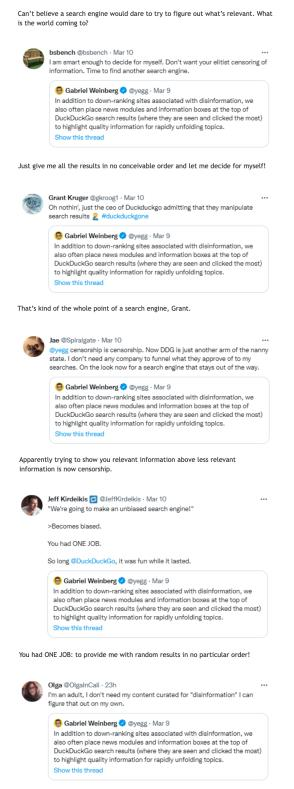 Can't believe a search engine would dare to try to figure out what's relevant. What
is the world coming to?
bsbench @bsbench · Mar 10
I am smart enough to decide for myself. Don't want your elitist censoring of
information. Time to find another search engine.
Gabriel Weinberg @yegg · Mar 9
In addition to down-ranking sites associated with disinformation, we
also often place news modules and information boxes at the top of
DuckDuckGo search results (where they are seen and clicked the most)
to highlight quality information for rapidly unfolding topics.
Show this thread
Just give me all the results in no conceivable order and let me decide for myself!
Grant Kruger @gkroog1 · Mar 10
Oh nothin', just the ceo of Duckduckgo admitting that they manipulate
search results 🤦 #duckduckgone
Gabriel Weinberg @yegg · Mar 9
In addition to down-ranking sites associated with disinformation, we
also often place news modules and information boxes at the top of
DuckDuckGo search results (where they are seen and clicked the most)
to highlight quality information for rapidly unfolding topics.
Show this thread
That's kind of the whole point of a search engine, Grant.
Jae @Spiralgate · Mar 10
@yegg censorship is censorship. Now DDG is just another arm of the nanny
state. I don't need any company to funnel what they approve of to my
searches. On the look now for a search engine that stays out of the way.
Gabriel Weinberg @yegg · Mar 9
In addition to down-ranking sites associated with disinformation, we
also often place news modules and information boxes at the top of
DuckDuckGo search results (where they are seen and clicked the most)
to highlight quality information for rapidly unfolding topics.
Show this thread
Apparently trying to show you relevant information above less relevant
information is now censorship.
Jeff Kirdeikis @JeffKirdeikis · Mar 10
"We're going to make an unbiased search engine!"
>Becomes biased.
You had ONE JOB.
So long @DuckDuckGo, it was fun while it lasted.
Gabriel Weinberg @yegg · Mar 9
In addition to down-ranking sites associated with disinformation, we
also often place news modules and information boxes at the top of
DuckDuckGo search results (where they are seen and clicked the most)
to highlight quality information for rapidly unfolding topics.
Show this thread
You had ONE JOB: to provide me with random results in no particular order!
Olga @OlgaInCali · 23h
I'm an adult, I don't need my content curated for "disinformation" I can
figure that out on my own.
Gabriel Weinberg @yegg · Mar 9
In addition to down-ranking sites associated with disinformation, we
also often place news modules and information boxes at the top of
DuckDuckGo search results (where they are seen and clicked the most)
to highlight quality information for rapidly unfolding topics.
Show this thread